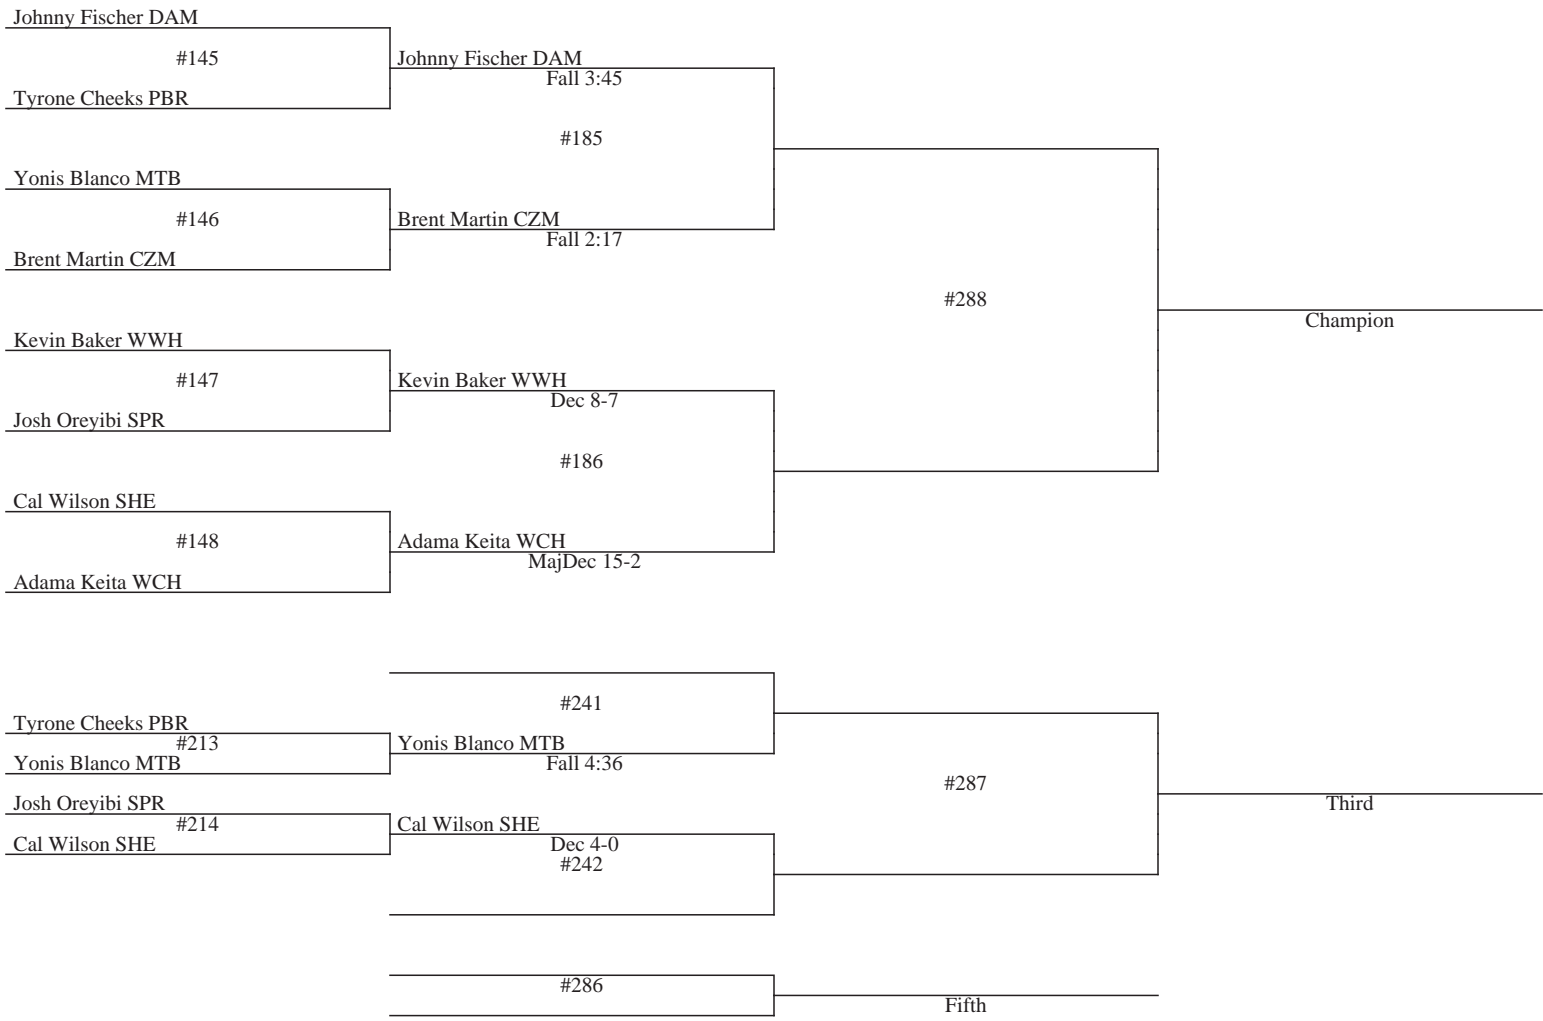 Johnny Fischer DAM
#145
Johnny Fischer DAM
Fall 3:45
Tyrone Cheeks PBR
#185
Yonis Blanco MTB
#146
Brent Martin CZM
Fall 2:17
Brent Martin CZM
#288
Champion
Kevin Baker WWH
#147
Kevin Baker WWH
Dec 8-7
Josh Oreyibi SPR
#186
Cal Wilson SHE
#148
Adama Keita WCH
MajDec 15-2
Adama Keita WCH
#241
Tyrone Cheeks PBR
#213
Yonis Blanco MTB
Yonis Blanco MTB
Fall 4:36
#287
Josh Oreyibi SPR
Third
#214
Cal Wilson SHE
Cal Wilson SHE
Dec 4-0
#242
#286
Fifth